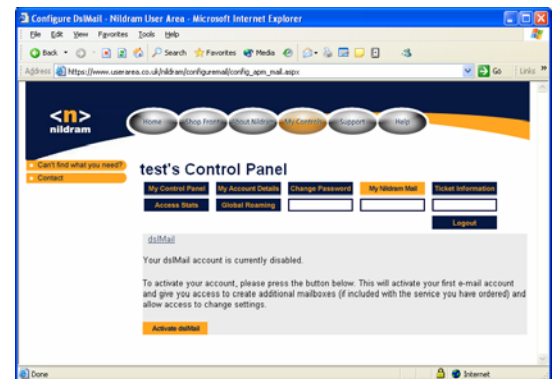 Configure DslMail - Nildram User Area - Microsoft Internet Explorer
File Edit View Favorites Tools Help
Back Search Favorites Media
Address https://www.userarea.co.uk/nildram/configuremail/config_apm_mail.aspx Go Links »
<n>
nildram
Home Shop Front About Nildram My Controls Support Help
Can't find what you need?
Contact
test's Control Panel
My Control Panel My Account Details Change Password My Nildram Mail Ticket Information
Access Stats Global Roaming
Logout
dslMail
Your dslMail account is currently disabled.
To activate your account, please press the button below. This will activate your first e-mail account
and give you access to create additional mailboxes (if included with the service you have ordered) and
allow access to change settings.
Activate dslMail
Done Internet